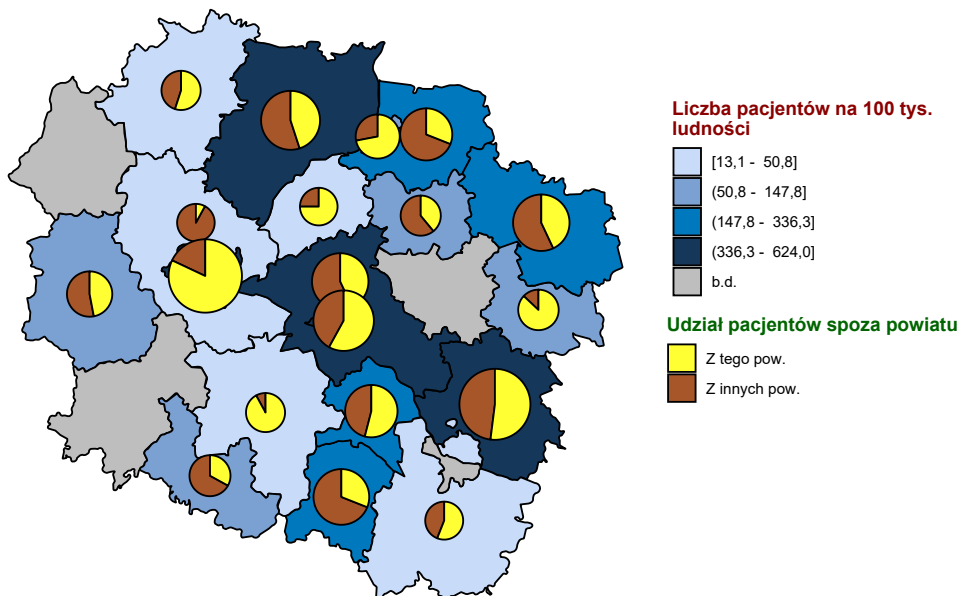 Liczba pacjentów na 100 tys.
ludności
[13,1 - 50,8]
(50,8 - 147,8]
(147,8 - 336,3]
(336,3 - 624,0]
b.d.
Udział pacjentów spoza powiatu
Z tego pow.
Z innych pow.